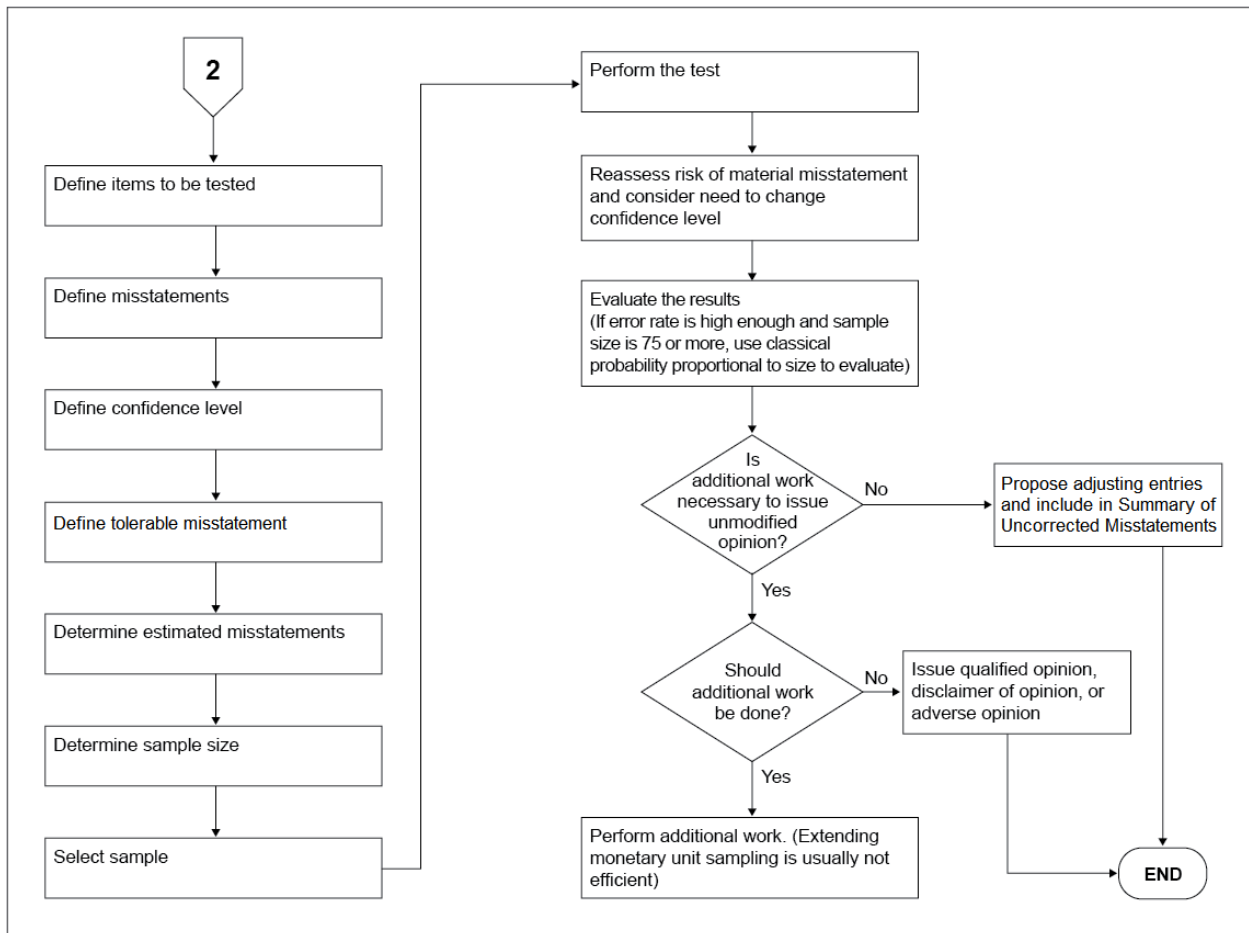 2
Define items to be tested
Define misstatements
Define confidence level
Define tolerable misstatement
Determine estimated misstatements
Determine sample size
Select sample
Perform the test
Reassess risk of material misstatement
and consider need to change
confidence level
Evaluate the results
(If error rate is high enough and sample
size is 75 or more, use classical
probability proportional to size to evaluate)
Is
additional work
necessary to issue
unmodified
opinion?
No
Propose adjusting entries
and include in Summary of
Uncorrected Misstatements
Yes
Should
additional work
be done?
No
Issue qualified opinion,
disclaimer of opinion, or
adverse opinion
Yes
Perform additional work. (Extending
monetary unit sampling is usually not
efficient)
END